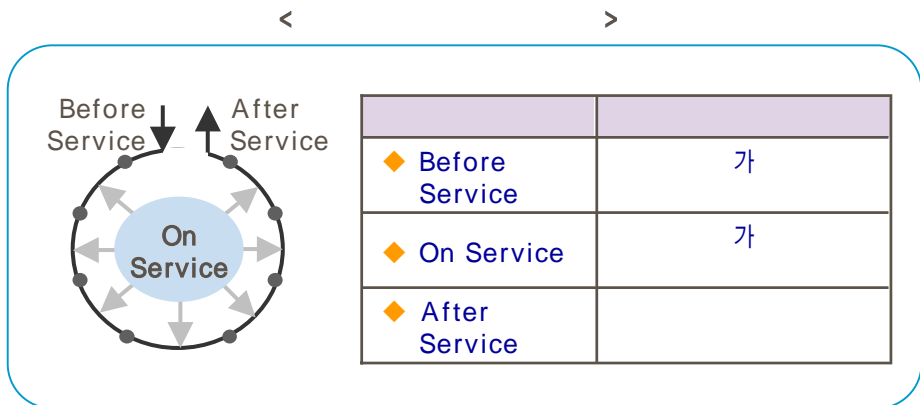 < >
Before
Service
After
Service
On
Service
◆ Before
Service
가
◆ On Service
가
◆ After
Service